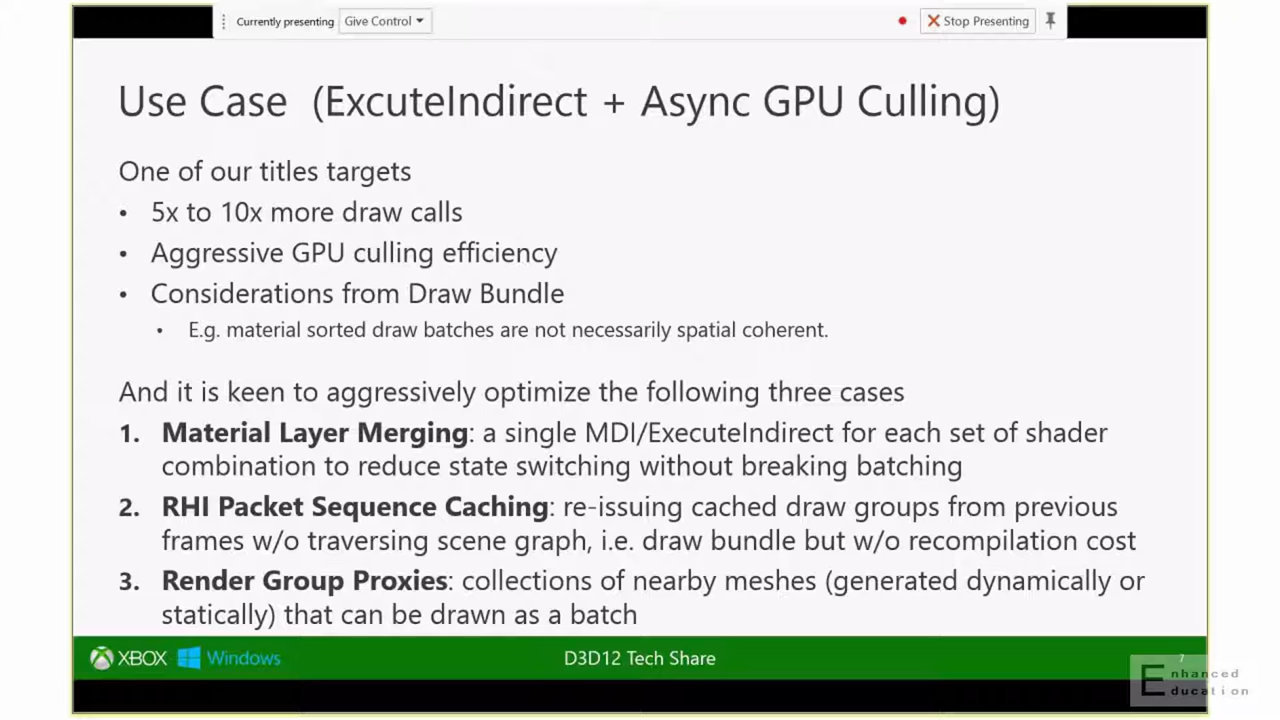 Currently presenting Give Control Stop Presenting
Use Case (ExcuteIndirect + Async GPU Culling)
One of our titles targets
• 5x to 10x more draw calls
• Aggressive GPU culling efficiency
• Considerations from Draw Bundle
• E.g. material sorted draw batches are not necessarily spatial coherent.
And it is keen to aggressively optimize the following three cases
1. Material Layer Merging: a single MDI/ExecuteIndirect for each set of shader
combination to reduce state switching without breaking batching
2. RHI Packet Sequence Caching: re-issuing cached draw groups from previous
frames w/o traversing scene graph, i.e. draw bundle but w/o recompilation cost
3. Render Group Proxies: collections of nearby meshes (generated dynamically or
statically) that can be drawn as a batch
XBOX Windows D3D12 Tech Share 7
Enhanced
Education